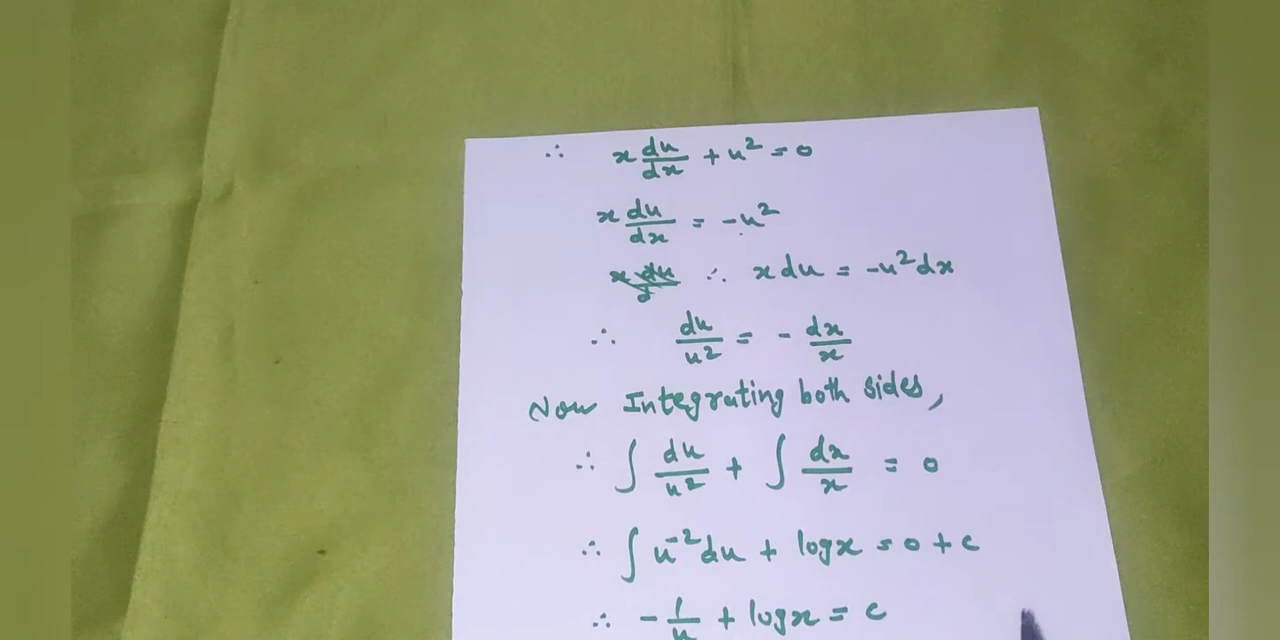 ∴ x du/dx + u² = 0
x du/dx = -u²
∴ x du = -u² dx
∴ du/u² = - dx/x
Now Integrating both sides,
∴ ∫ du/u² + ∫ dx/x = 0
∴ ∫ u⁻² du + log x = 0 + c
∴ - 1/u + log x = c